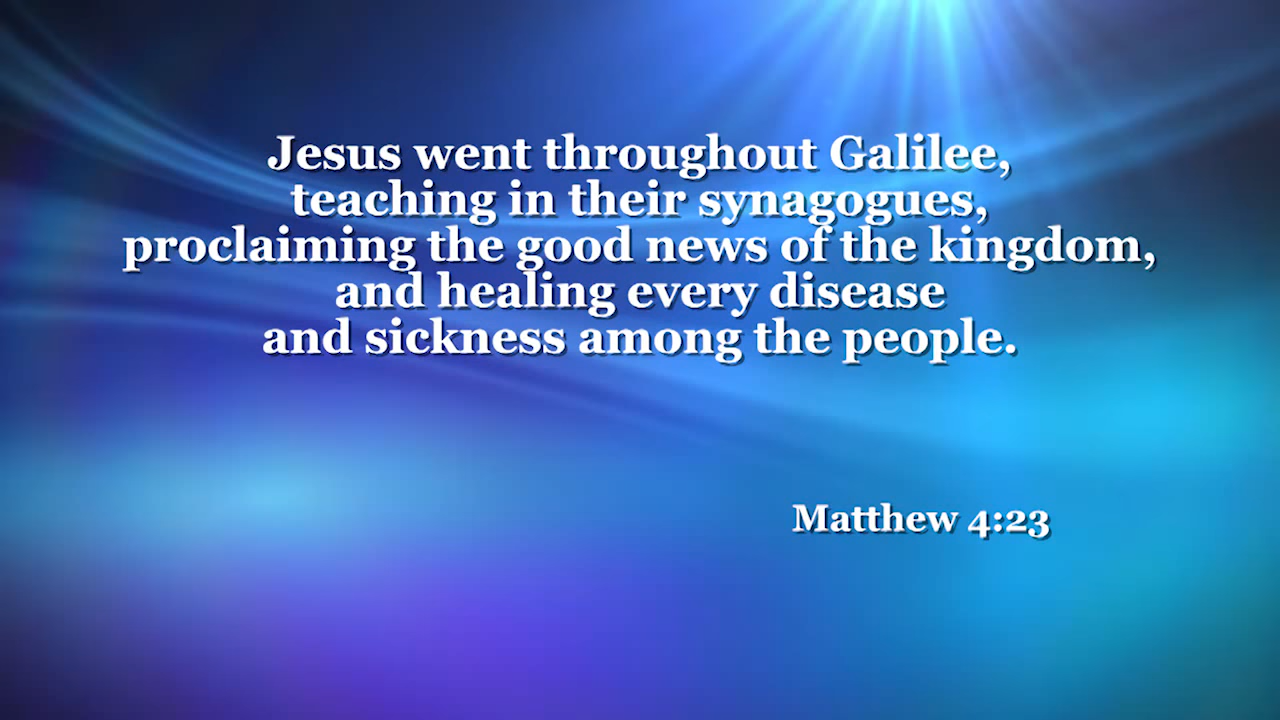 Jesus went throughout Galilee,
teaching in their synagogues,
proclaiming the good news of the kingdom,
and healing every disease
and sickness among the people.
Matthew 4:23